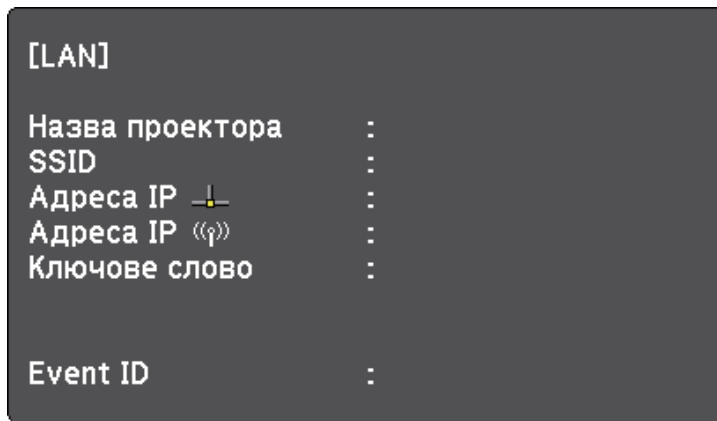 [LAN]
Назва проектора :
SSID :
Адреса IP :
Адреса IP :
Ключове слово :
Event ID :